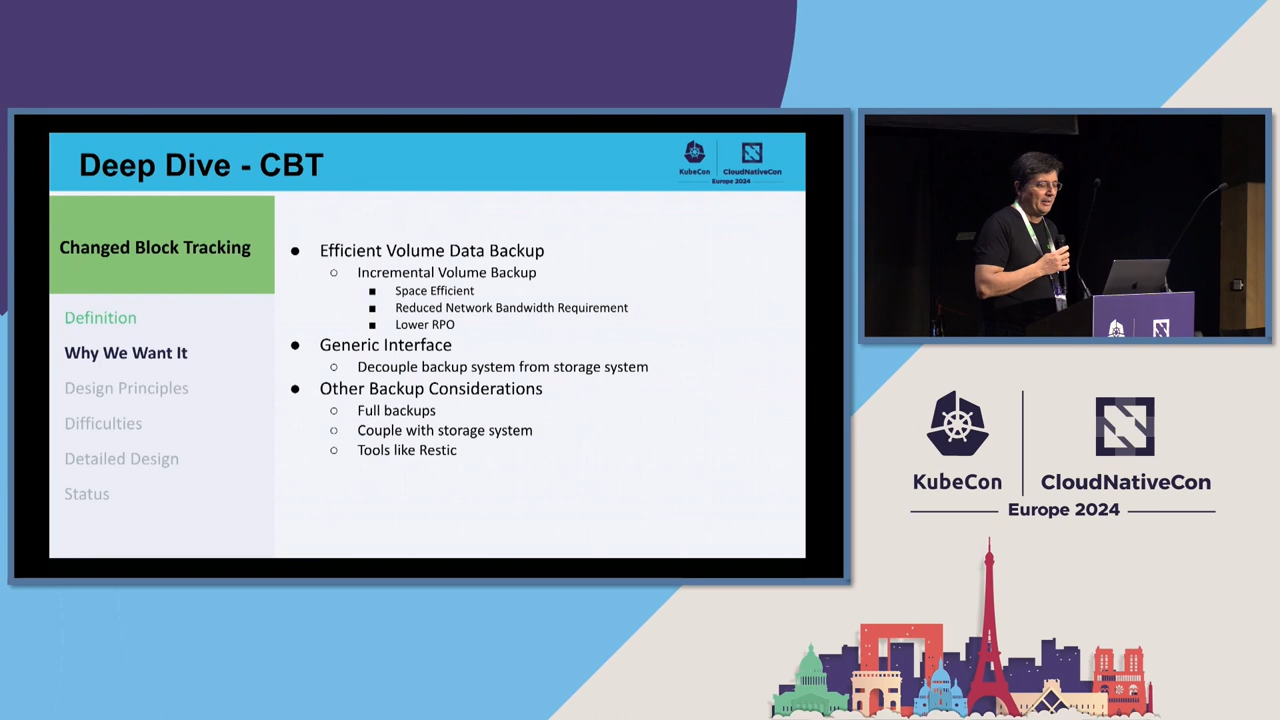 Deep Dive - CBT
KubeCon
CloudNativeCon
Europe 2024
Changed Block Tracking
Definition
Why We Want It
Design Principles
Difficulties
Detailed Design
Status
● Efficient Volume Data Backup
○ Incremental Volume Backup
■ Space Efficient
■ Reduced Network Bandwidth Requirement
■ Lower RPO
● Generic Interface
○ Decouple backup system from storage system
● Other Backup Considerations
○ Full backups
○ Couple with storage system
○ Tools like Restic
KubeCon
CloudNativeCon
Europe 2024